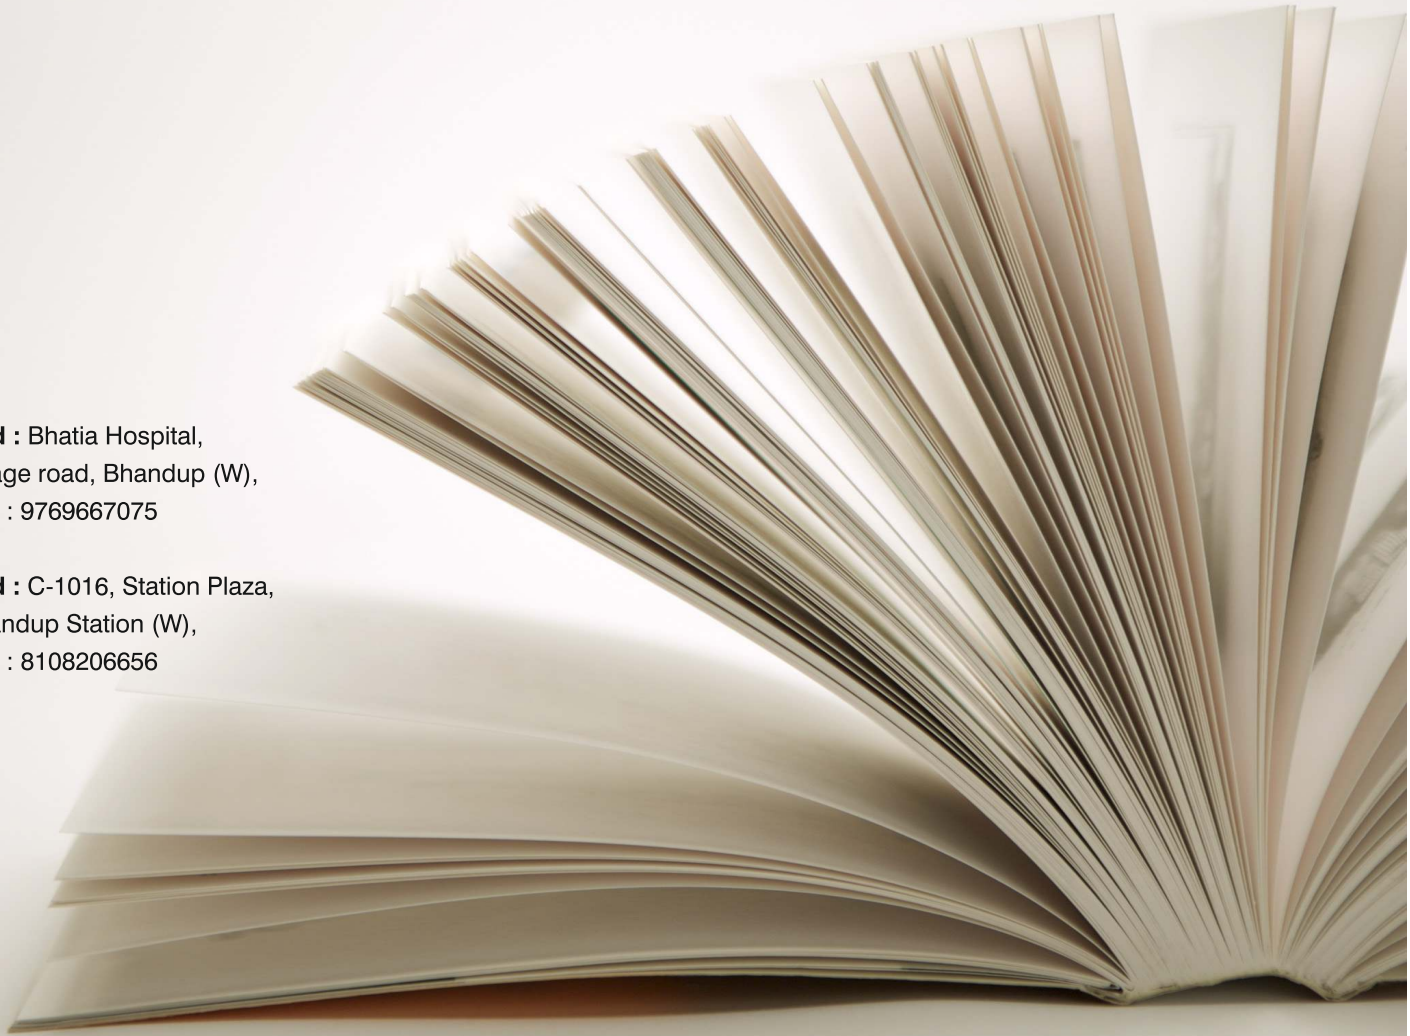 d : Bhatia Hospital,
age road, Bhandup (W),
: 9769667075
d : C-1016, Station Plaza,
andup Station (W),
: 8108206656